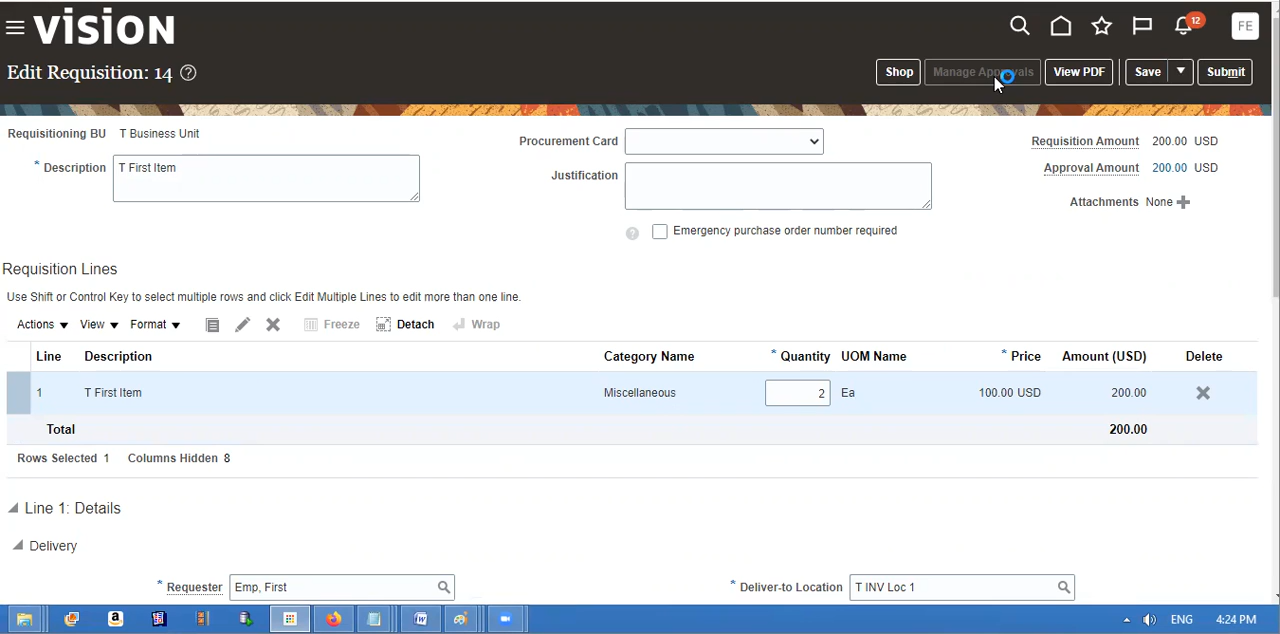 vision
12
FE
Edit Requisition: 14 ?
Shop Manage Approvals View PDF Save Submit
Requisitioning BU T Business Unit
* Description T First Item
Procurement Card
Justification
? Emergency purchase order number required
Requisition Amount 200.00 USD
Approval Amount 200.00 USD
Attachments None
Requisition Lines
Use Shift or Control Key to select multiple rows and click Edit Multiple Lines to edit more than one line.
Actions View Format Freeze Detach Wrap
Line Description Category Name * Quantity UOM Name * Price Amount (USD) Delete
1 T First Item Miscellaneous 2 Ea 100.00 USD 200.00
Total 200.00
Rows Selected 1 Columns Hidden 8
Line 1: Details
Delivery
* Requester Emp, First * Deliver-to Location T INV Loc 1
ENG 4:24 PM